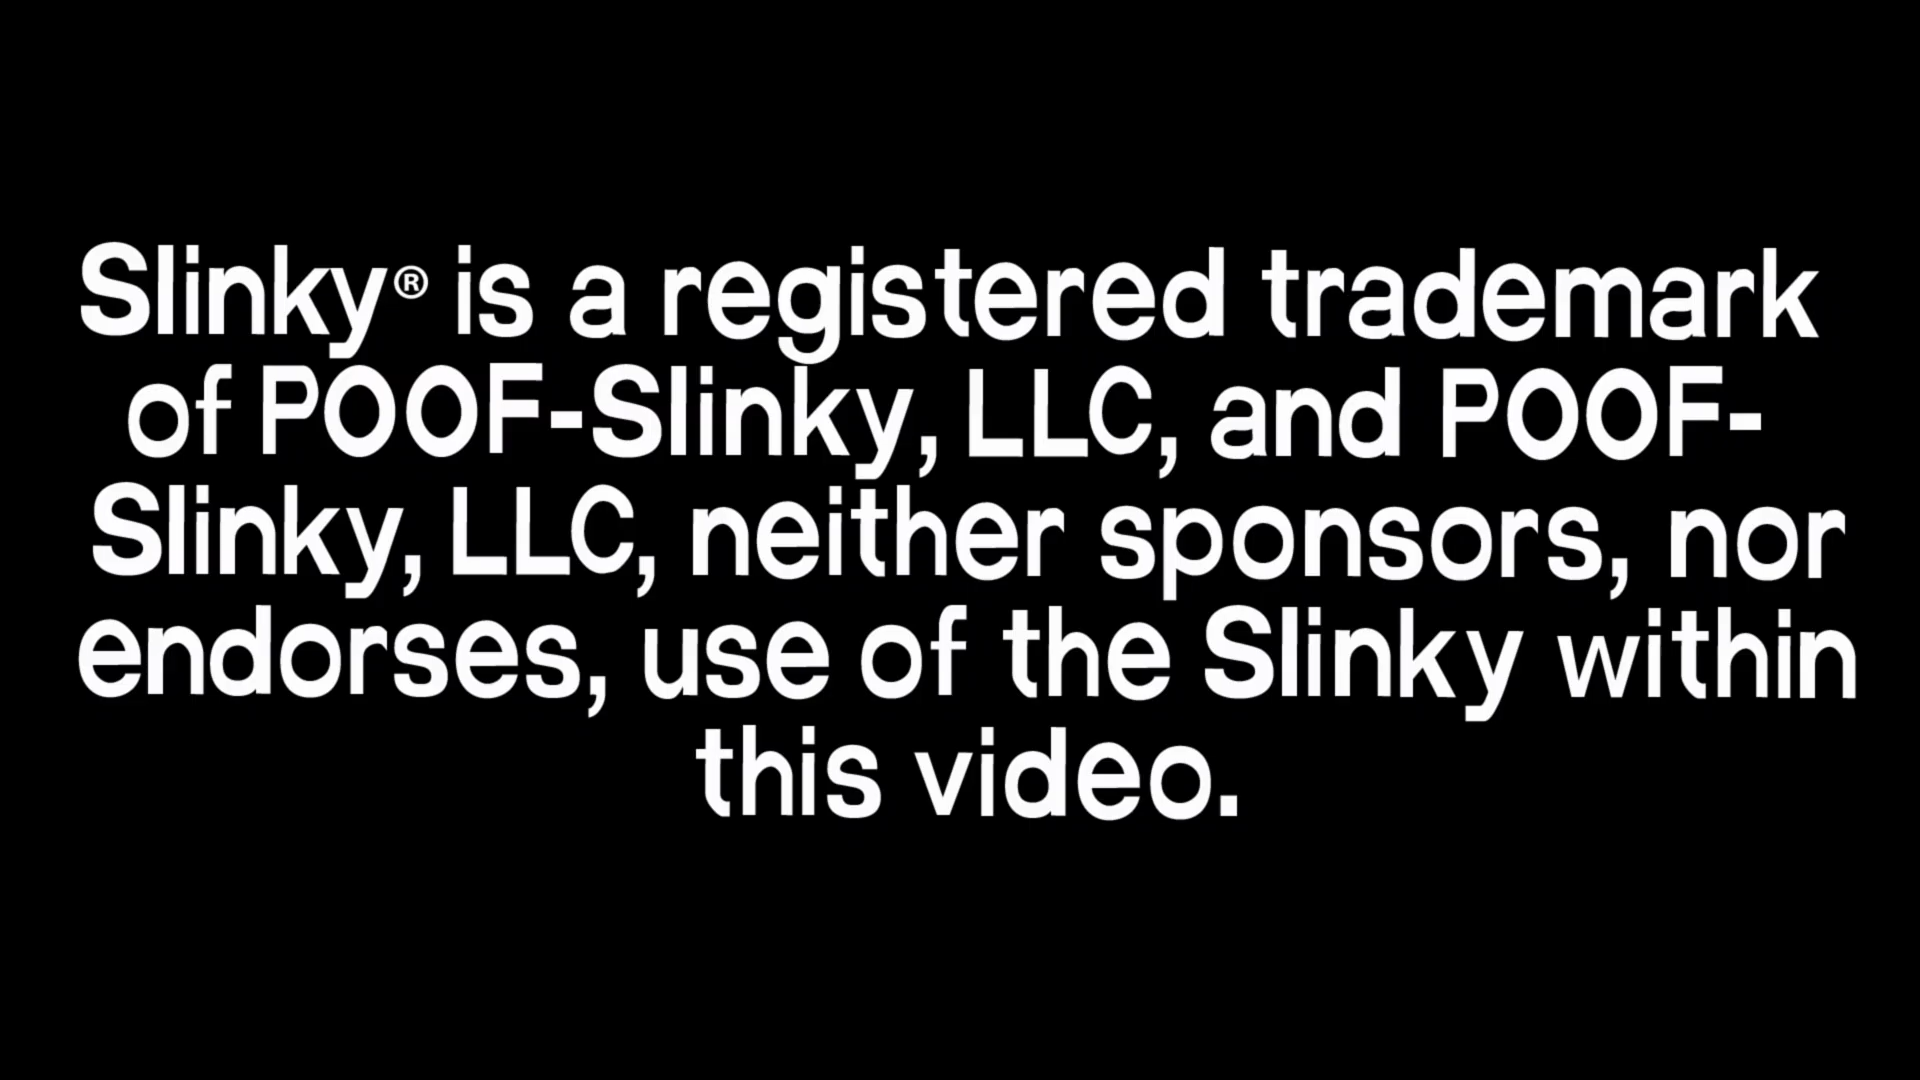 Slinky® is a registered trademark
of POOF-Slinky, LLC, and POOF-
Slinky, LLC, neither sponsors, nor
endorses, use of the Slinky within
this video.